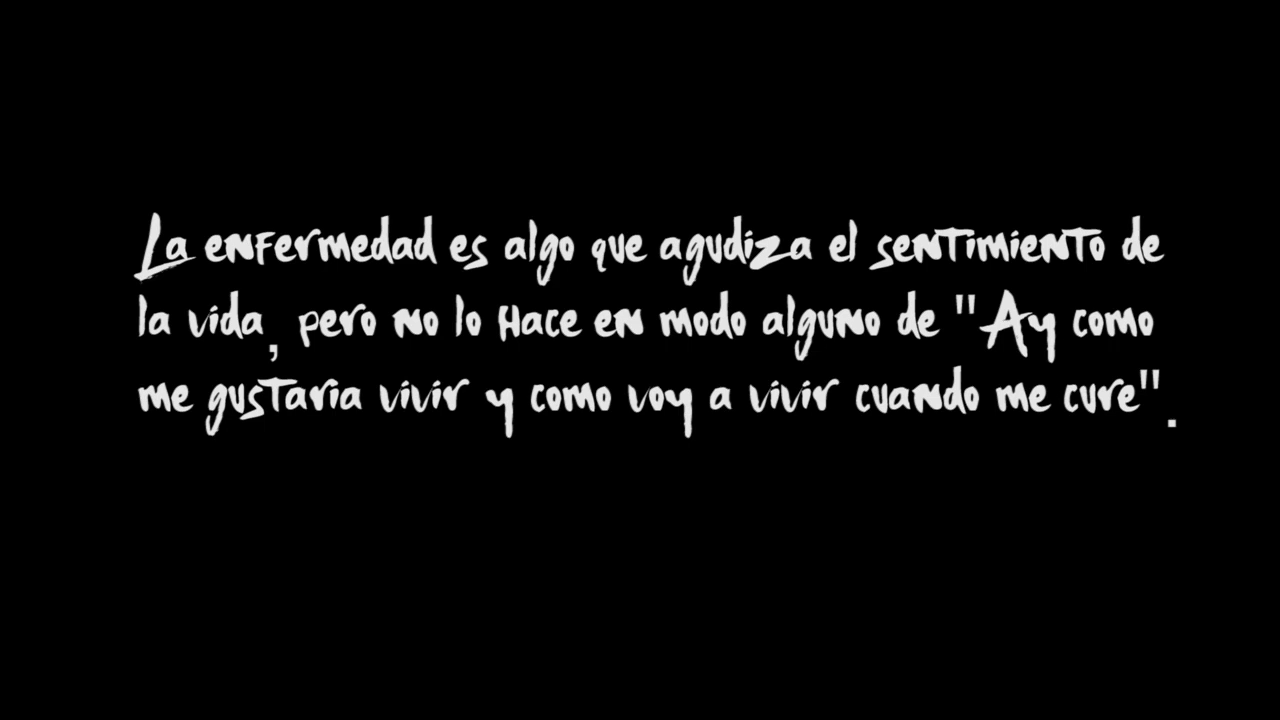 La enfermedad es algo que agudiza el sentimiento de
la vida, pero no lo hace en modo alguno de "Ay como
me gustaria vivir y como voy a vivir cuando me cure".